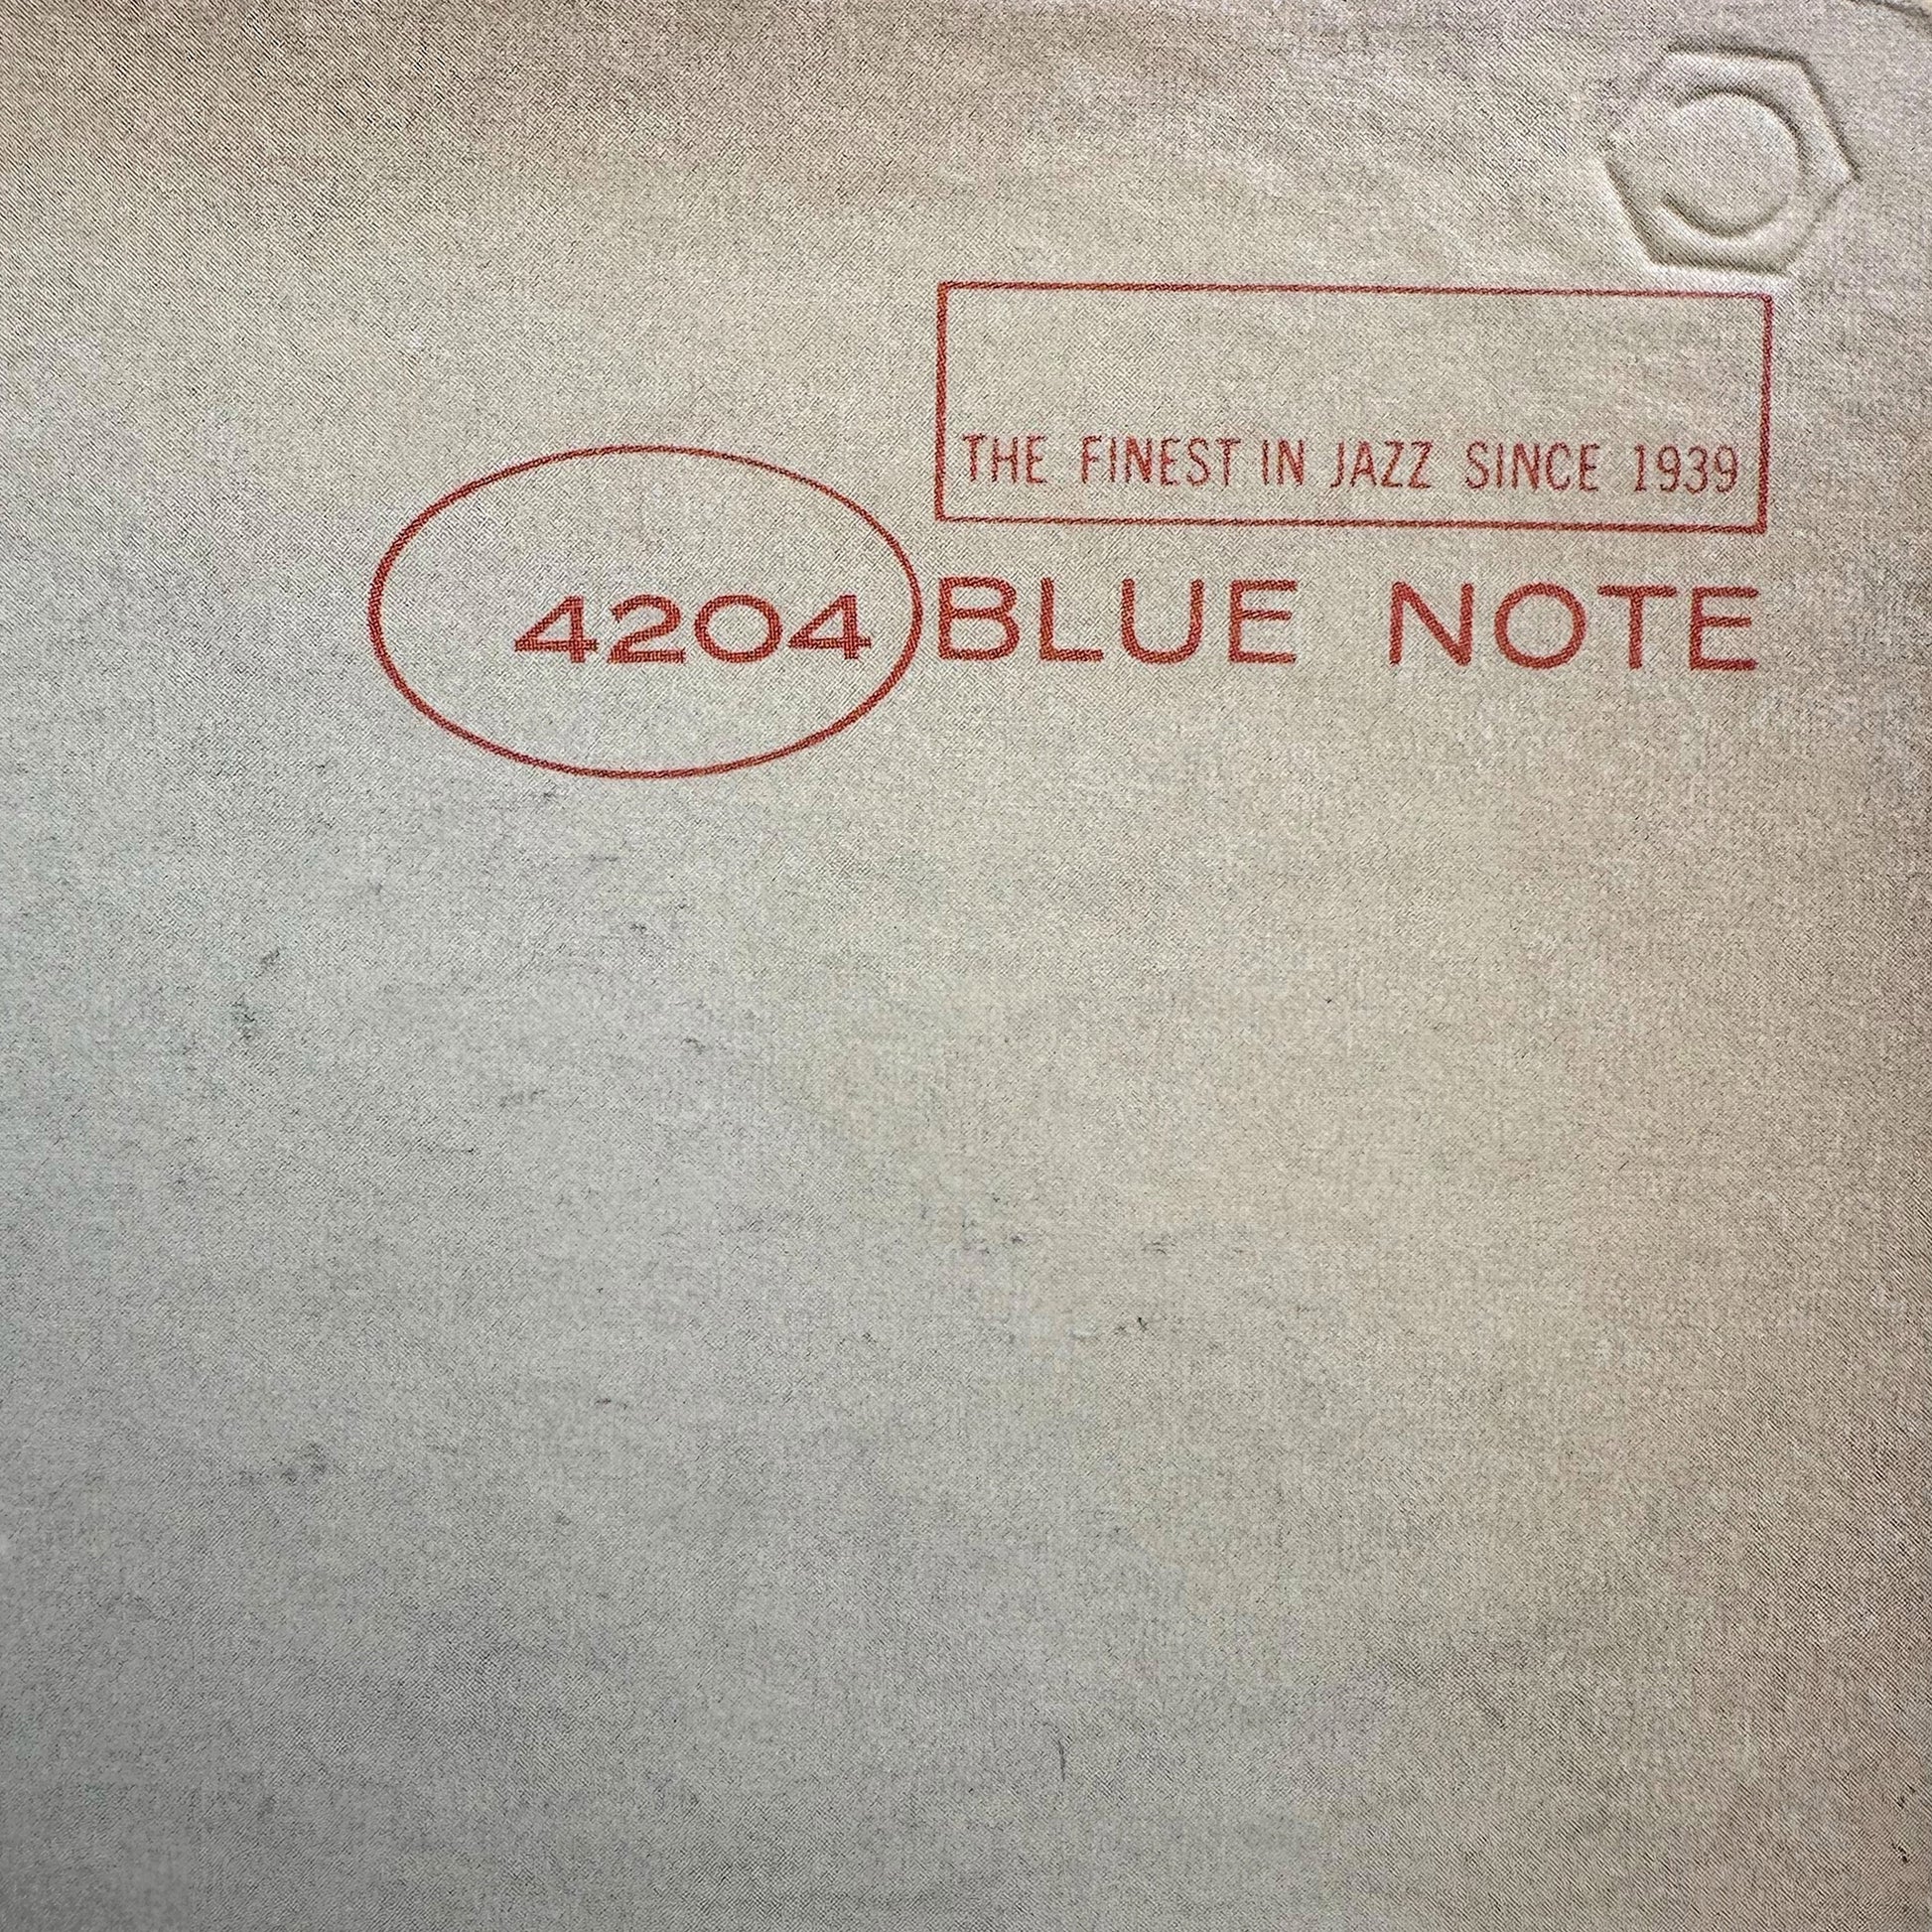 THE FINEST IN JAZZ SINCE 1939
4204 BLUE NOTE